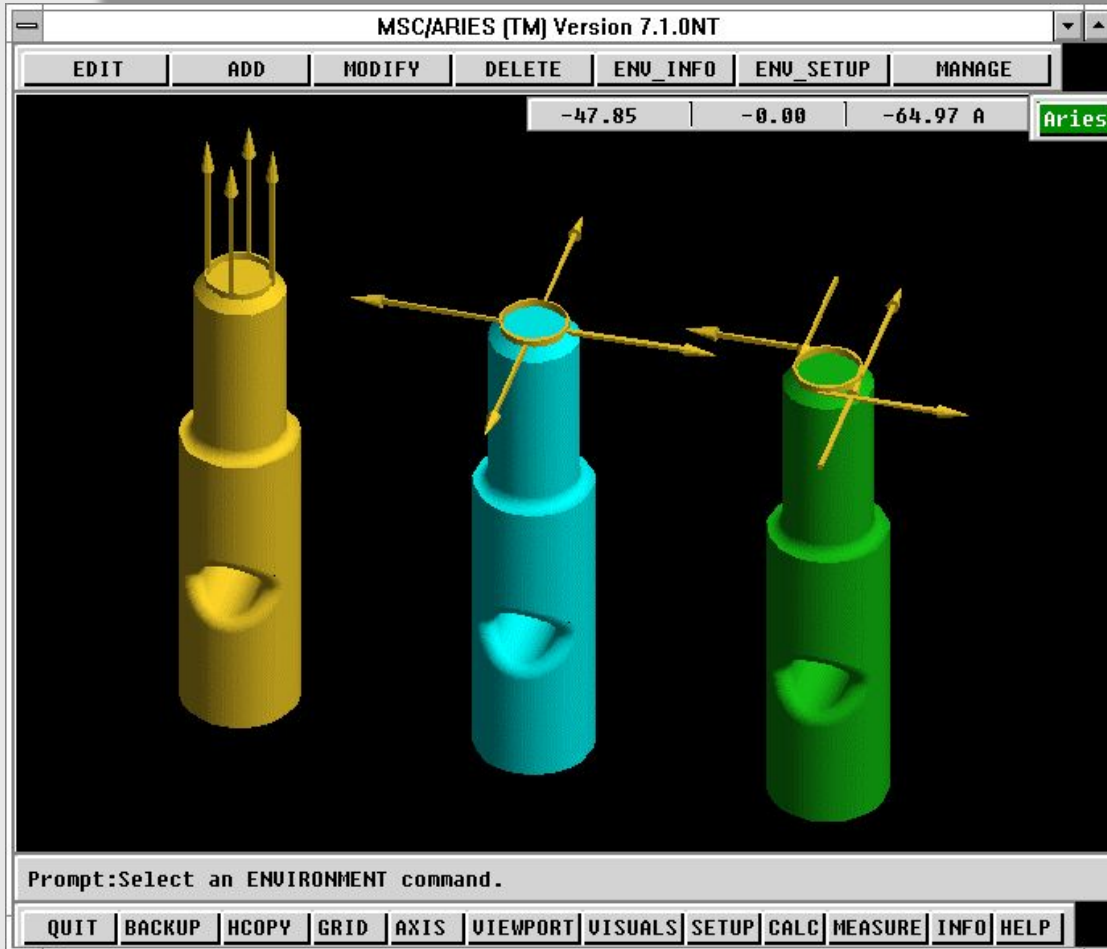 MSC/ARIES (TM) Version 7.1.0NT
EDIT ADD MODIFY DELETE ENV_INFO ENV_SETUP MANAGE
-47.85 -0.00 -64.97 A Aries
Prompt:Select an ENVIRONMENT command.
QUIT BACKUP HCOPY GRID AXIS VIEWPORT VISUALS SETUP CALC MEASURE INFO HELP